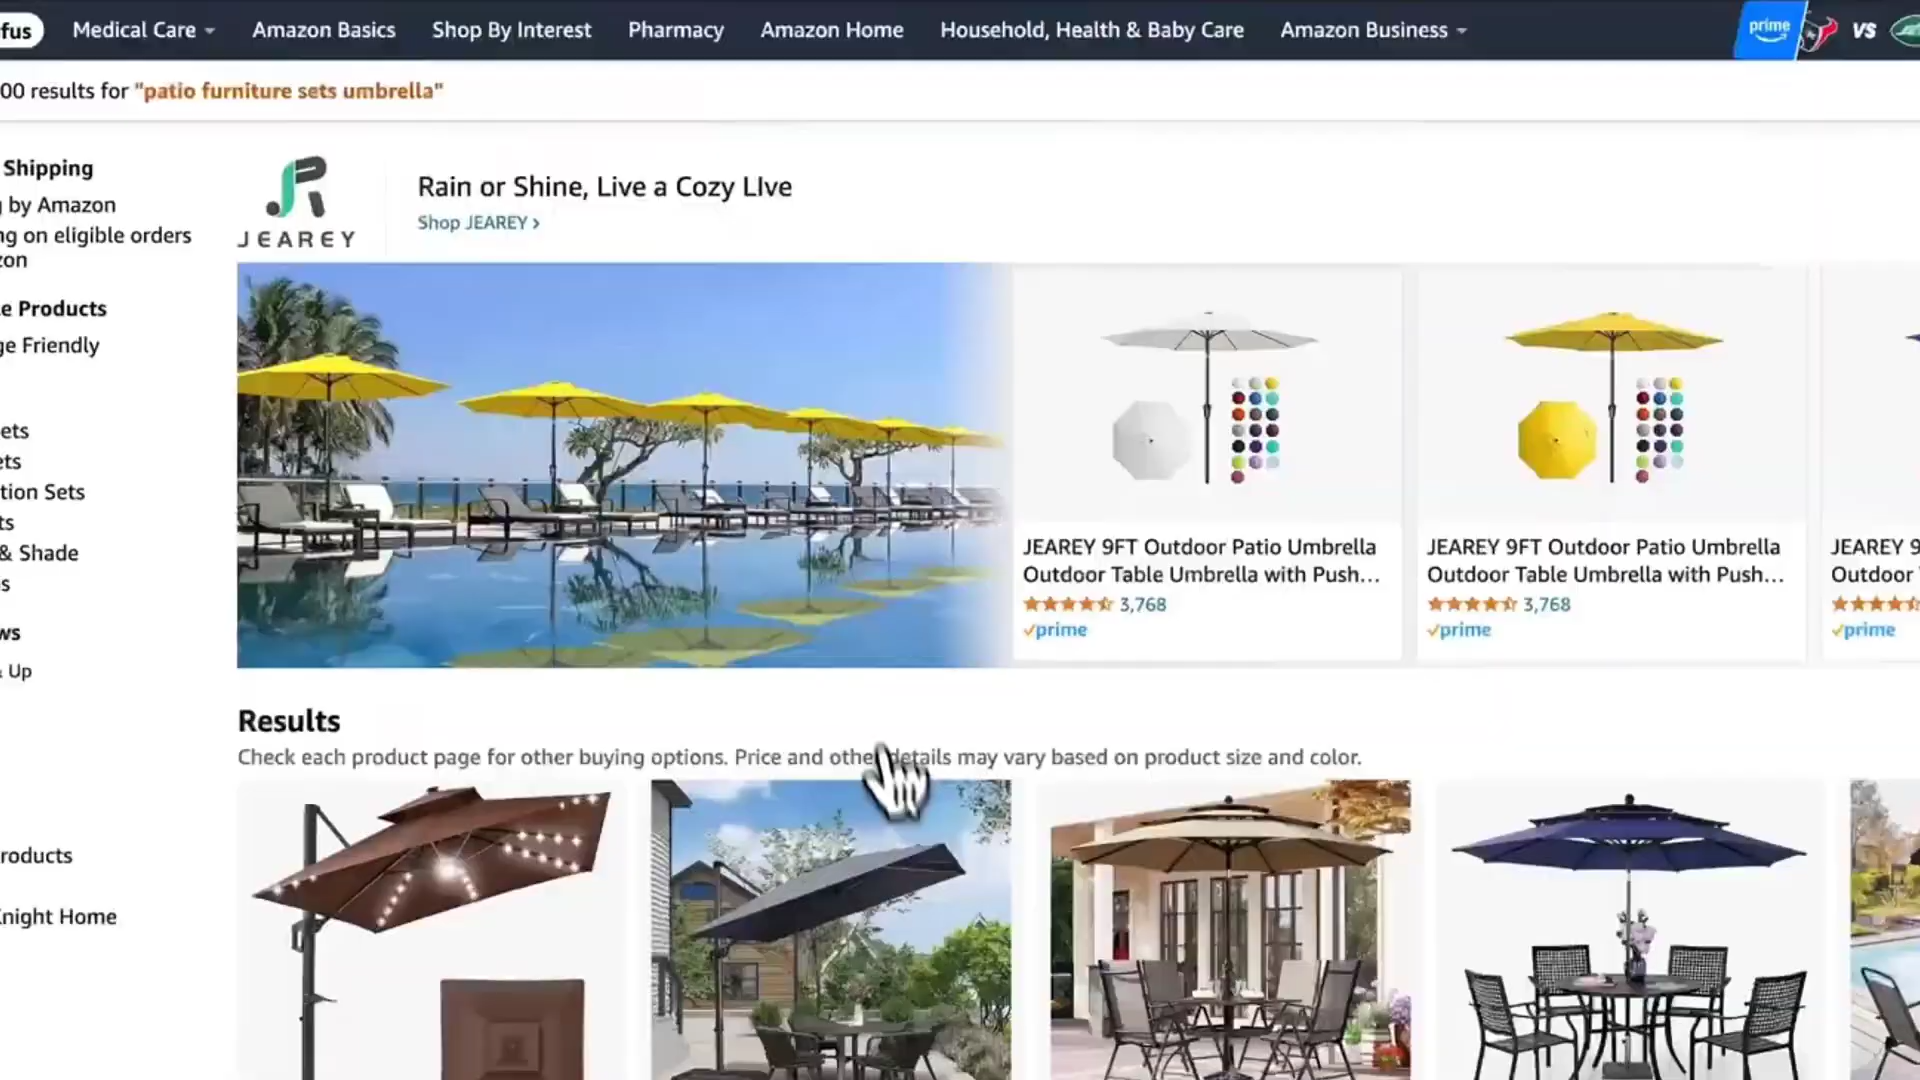 fus
Medical Care
Amazon Basics
Shop By Interest
Pharmacy
Amazon Home
Household, Health & Baby Care
Amazon Business
prime
VS
00 results for "patio furniture sets umbrella"
Shipping
by Amazon
ng on eligible orders
zon
e Products
ge Friendly
ets
ets
tion Sets
ts
& Shade
s
ws
& Up
roducts
Knight Home
JEAREY
Rain or Shine, Live a Cozy LIve
Shop JEAREY ›
JEAREY 9FT Outdoor Patio Umbrella
Outdoor Table Umbrella with Push...
3,768
prime
JEAREY 9FT Outdoor Patio Umbrella
Outdoor Table Umbrella with Push...
3,768
prime
JEAREY 9
Outdoor
prime
Results
Check each product page for other buying options. Price and other details may vary based on product size and color.